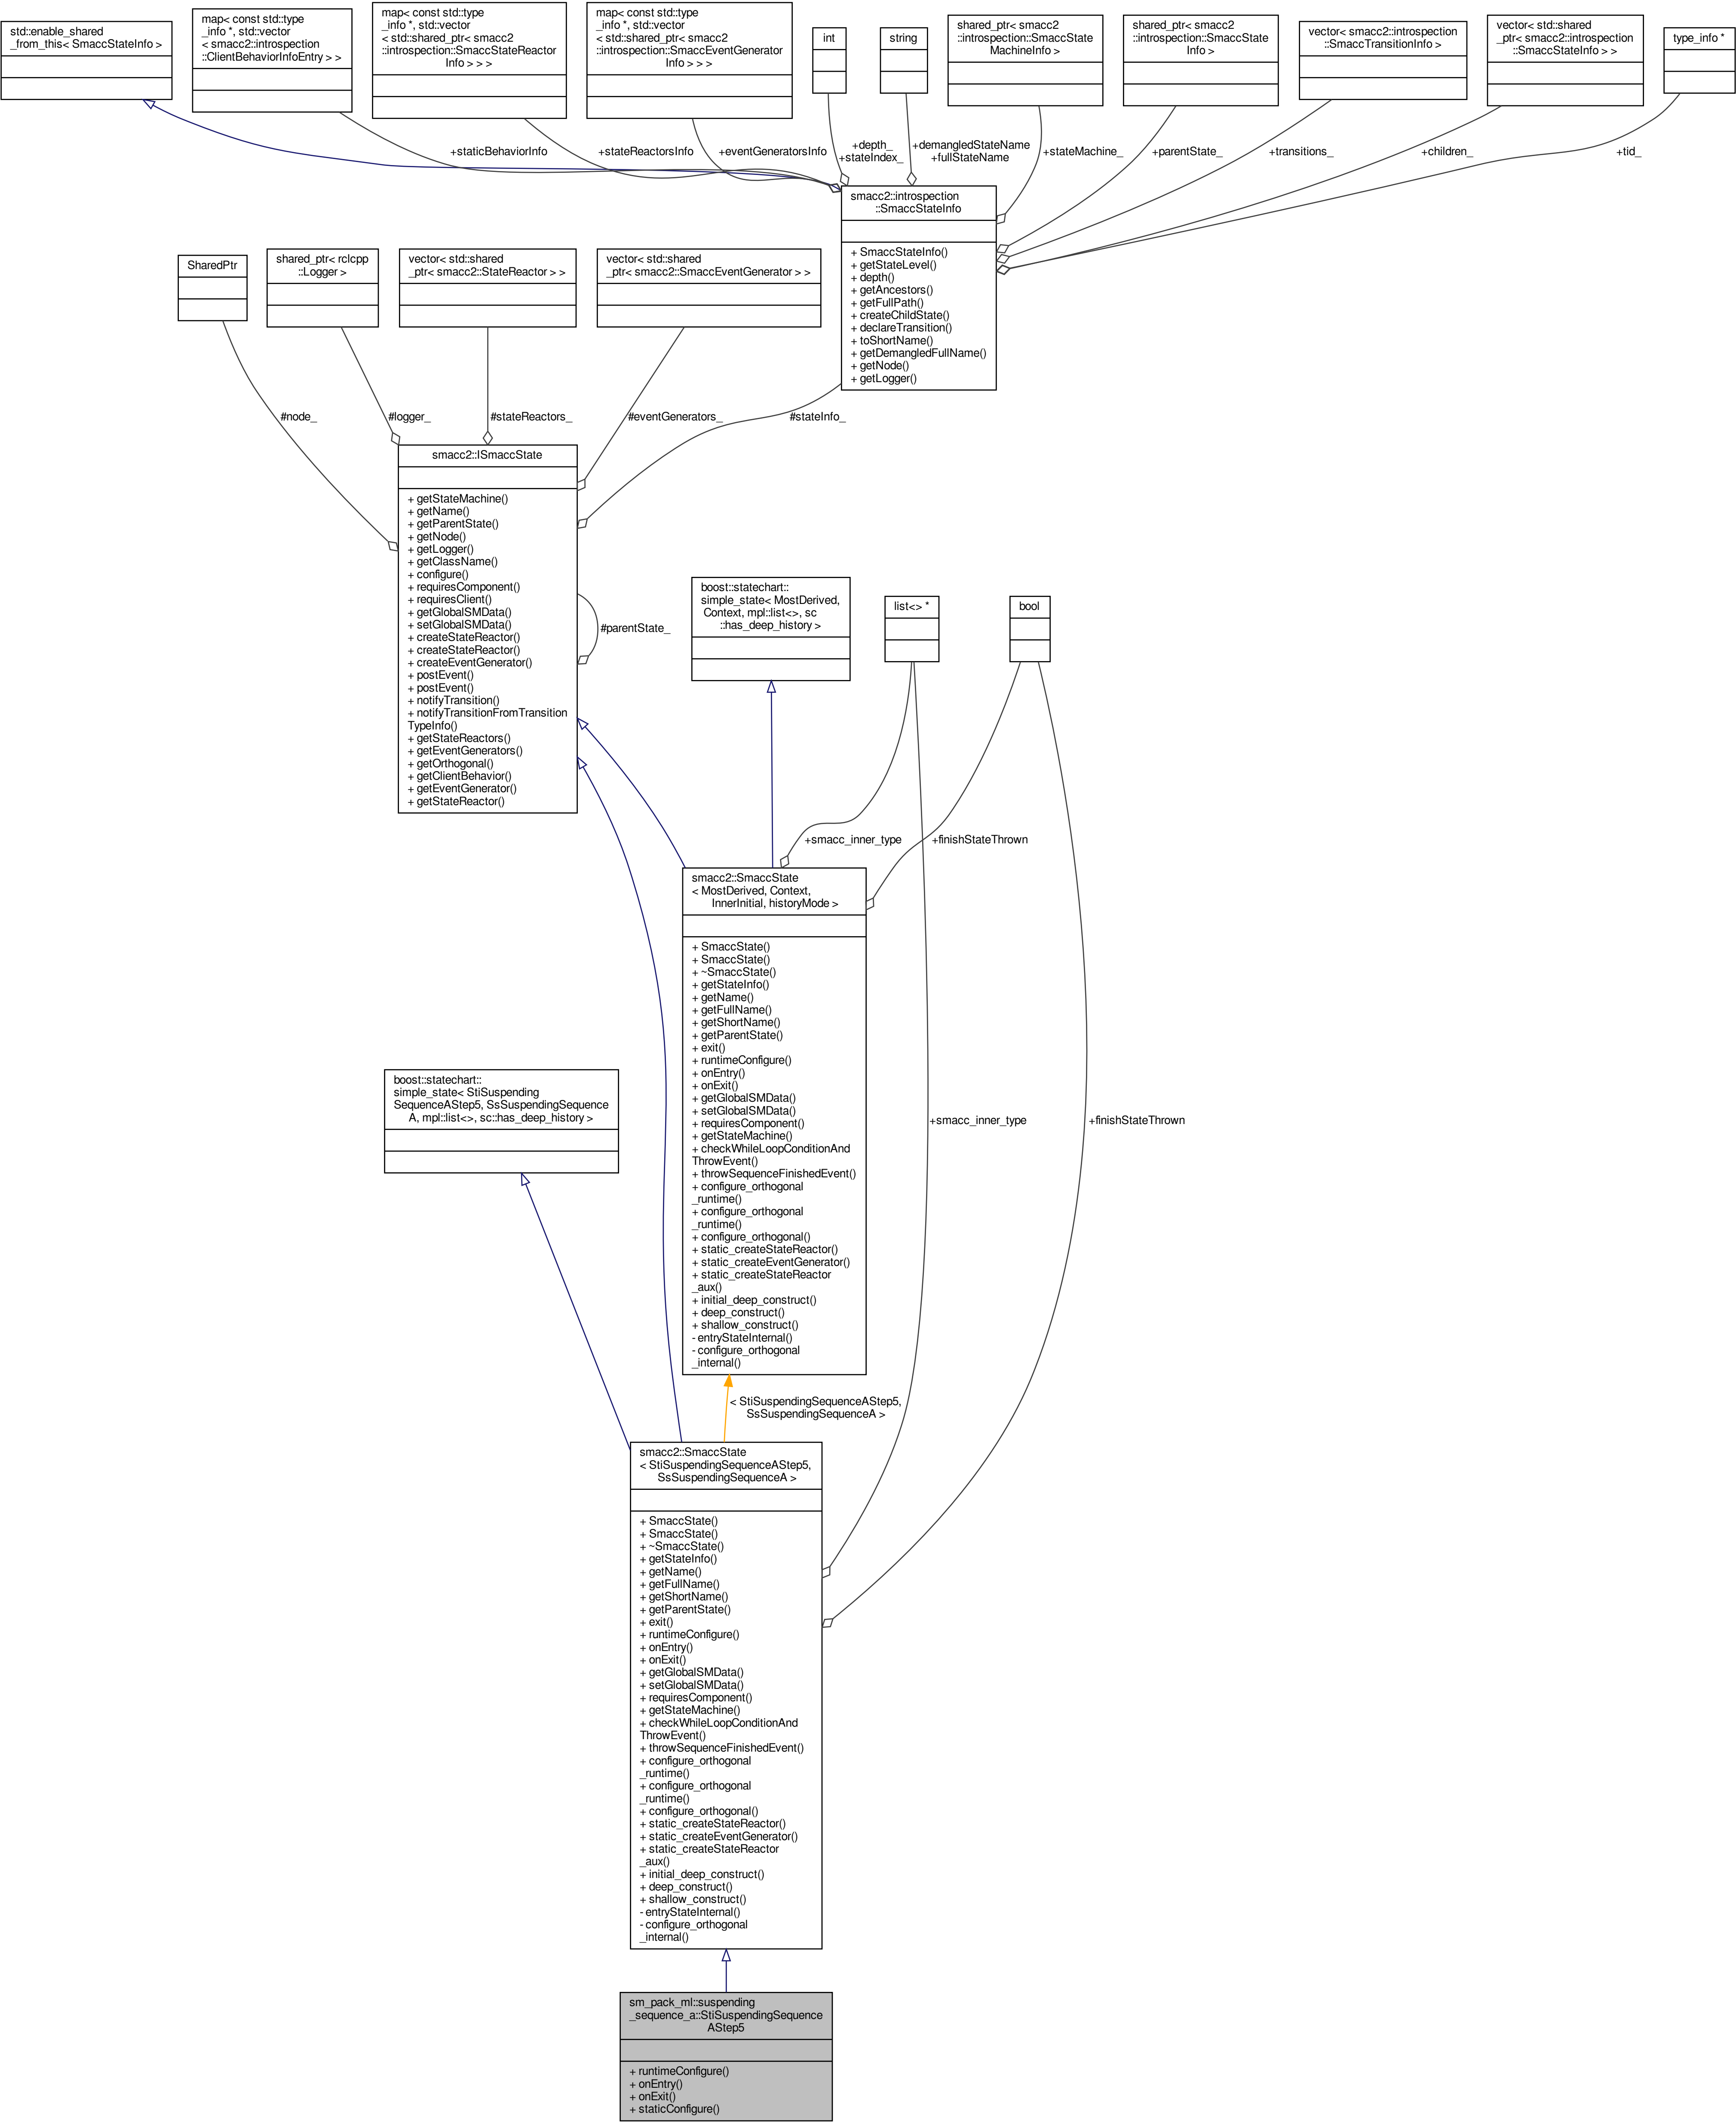 std::enable_shared
_from_this< SmaccStateInfo >
map< const std::type
_info *, std::vector
< smacc2::introspection
::ClientBehaviorInfoEntry > >
map< const std::type
_info *, std::vector
< std::shared_ptr< smacc2
::introspection::SmaccStateReactor
Info > > >
map< const std::type
_info *, std::vector
< std::shared_ptr< smacc2
::introspection::SmaccEventGenerator
Info > > >
int
string
shared_ptr< smacc2
::introspection::SmaccState
MachineInfo >
shared_ptr< smacc2
::introspection::SmaccState
Info >
vector< smacc2::introspection
::SmaccTransitionInfo >
vector< std::shared
_ptr< smacc2::introspection
::SmaccStateInfo > >
type_info *
+staticBehaviorInfo
+stateReactorsInfo
+eventGeneratorsInfo
+depth_
+stateIndex_
+demangledStateName
+fullStateName
+stateMachine_
+parentState_
+transitions_
+children_
+tid_
smacc2::introspection
::SmaccStateInfo
+ SmaccStateInfo()
+ getStateLevel()
+ depth()
+ getAncestors()
+ getFullPath()
+ createChildState()
+ declareTransition()
+ toShortName()
+ getDemangledFullName()
+ getNode()
+ getLogger()
SharedPtr
shared_ptr< rclcpp
::Logger >
vector< std::shared
_ptr< smacc2::StateReactor > >
vector< std::shared
_ptr< smacc2::SmaccEventGenerator > >
#node_
#logger_
#stateReactors_
#eventGenerators_
#stateInfo_
smacc2::ISmaccState
+ getStateMachine()
+ getName()
+ getParentState()
+ getNode()
+ getLogger()
+ getClassName()
+ configure()
+ requiresComponent()
+ requiresClient()
+ getGlobalSMData()
+ setGlobalSMData()
+ createStateReactor()
+ createStateReactor()
+ createEventGenerator()
+ postEvent()
+ postEvent()
+ notifyTransition()
+ notifyTransitionFromTransition
TypeInfo()
+ getStateReactors()
+ getEventGenerators()
+ getOrthogonal()
+ getClientBehavior()
+ getEventGenerator()
+ getStateReactor()
#parentState_
boost::statechart::
simple_state< MostDerived,
Context, mpl::list<>, sc
::has_deep_history >
list<> *
bool
+smacc_inner_type
+finishStateThrown
smacc2::SmaccState
< MostDerived, Context,
InnerInitial, historyMode >
+ SmaccState()
+ SmaccState()
+ ~SmaccState()
+ getStateInfo()
+ getName()
+ getFullName()
+ getShortName()
+ getParentState()
+ exit()
+ runtimeConfigure()
+ onEntry()
+ onExit()
+ getGlobalSMData()
+ setGlobalSMData()
+ requiresComponent()
+ getStateMachine()
+ checkWhileLoopConditionAnd
ThrowEvent()
+ throwSequenceFinishedEvent()
+ configure_orthogonal
_runtime()
+ configure_orthogonal
_runtime()
+ configure_orthogonal()
+ static_createStateReactor()
+ static_createEventGenerator()
+ static_createStateReactor
_aux()
+ initial_deep_construct()
+ deep_construct()
+ shallow_construct()
- entryStateInternal()
- configure_orthogonal
_internal()
boost::statechart::
simple_state< StiSuspending
SequenceAStep5, SsSuspendingSequence
A, mpl::list<>, sc::has_deep_history >
+smacc_inner_type
+finishStateThrown
< StiSuspendingSequenceAStep5,
SsSuspendingSequenceA >
smacc2::SmaccState
< StiSuspendingSequenceAStep5,
SsSuspendingSequenceA >
+ SmaccState()
+ SmaccState()
+ ~SmaccState()
+ getStateInfo()
+ getName()
+ getFullName()
+ getShortName()
+ getParentState()
+ exit()
+ runtimeConfigure()
+ onEntry()
+ onExit()
+ getGlobalSMData()
+ setGlobalSMData()
+ requiresComponent()
+ getStateMachine()
+ checkWhileLoopConditionAnd
ThrowEvent()
+ throwSequenceFinishedEvent()
+ configure_orthogonal
_runtime()
+ configure_orthogonal
_runtime()
+ configure_orthogonal()
+ static_createStateReactor()
+ static_createEventGenerator()
+ static_createStateReactor
_aux()
+ initial_deep_construct()
+ deep_construct()
+ shallow_construct()
- entryStateInternal()
- configure_orthogonal
_internal()
sm_pack_ml::suspending
_sequence_a::StiSuspendingSequence
AStep5
+ runtimeConfigure()
+ onEntry()
+ onExit()
+ staticConfigure()